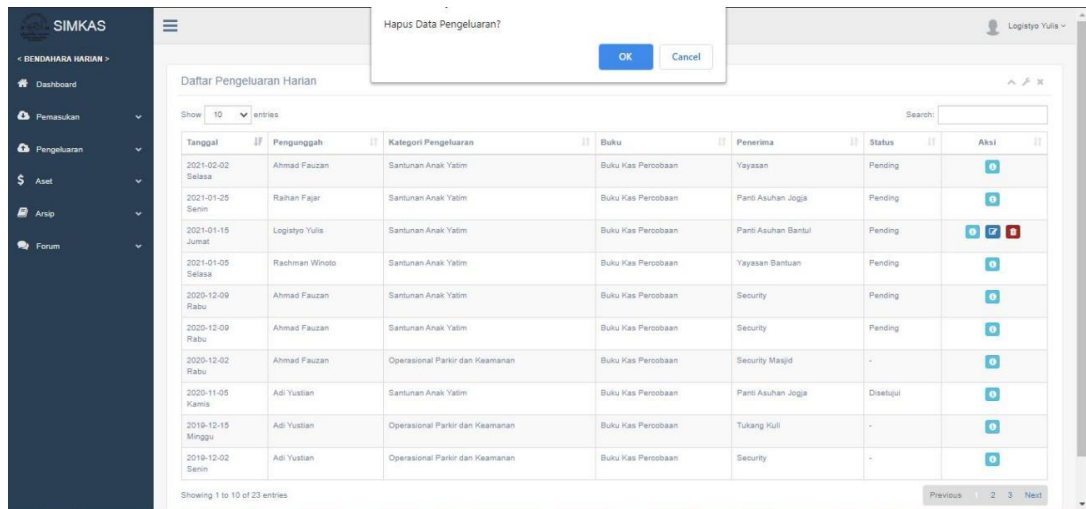 SIMKAS
Hapus Data Pengeluaran?
OK Cancel
Logistyo Yulis
< BENDAHARA HARIAN >
Dashboard
Pemasukan
Pengeluaran
Aset
Arsip
Forum
Daftar Pengeluaran Harian
Show 10 entries
Search:
Tanggal Pengunggah Kategori Pengeluaran Buku Penerima Status Aksi
2021-02-02 Ahmad Fauzan Santunan Anak Yatim Buku Kas Percobaan Yayasan Pending
Selasa
2021-01-25 Raihan Fajar Santunan Anak Yatim Buku Kas Percobaan Panti Asuhan Jogja Pending
Senin
2021-01-15 Logistyo Yulis Santunan Anak Yatim Buku Kas Percobaan Panti Asuhan Bantul Pending
Jumat
2021-01-05 Rachman Winoto Santunan Anak Yatim Buku Kas Percobaan Yayasan Bantuan Pending
Selasa
2020-12-09 Ahmad Fauzan Santunan Anak Yatim Buku Kas Percobaan Security Pending
Rabu
2020-12-09 Ahmad Fauzan Santunan Anak Yatim Buku Kas Percobaan Security Pending
Rabu
2020-12-02 Ahmad Fauzan Operasional Parkir dan Keamanan Buku Kas Percobaan Security Masjid -
Rabu
2020-11-05 Adi Yustian Santunan Anak Yatim Buku Kas Percobaan Panti Asuhan Jogja Disetujui
Kamis
2019-12-15 Adi Yustian Operasional Parkir dan Keamanan Buku Kas Percobaan Tukang Kuli -
Minggu
2019-12-02 Adi Yustian Operasional Parkir dan Keamanan Buku Kas Percobaan Security -
Senin
Showing 1 to 10 of 23 entries
Previous 1 2 3 Next